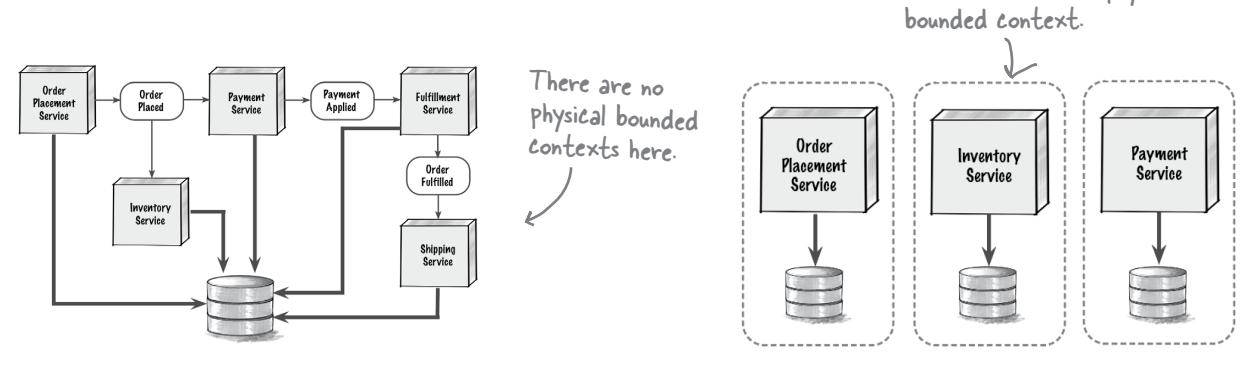 bounded context.
Order
Placement
Service
Order
Placed
Payment
Service
Payment
Applied
Fulfillment
Service
There are no
physical bounded
contexts here.
Inventory
Service
Order
Fulfilled
Shipping
Service
Order
Placement
Service
Inventory
Service
Payment
Service